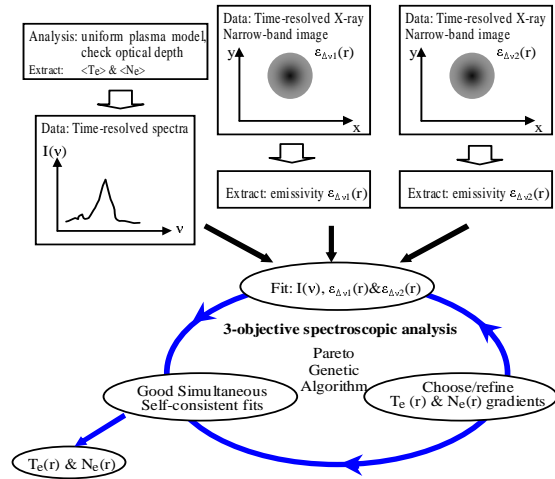 Analysis: uniform plasma model,
check optical depth
Extract: <Te> & <Ne>
Data: Time-resolved spectra
I(ν)
ν
Data: Time-resolved X-ray
Narrow-band image
y
εΔν1(r)
x
Extract: emissivity εΔν1(r)
Data: Time-resolved X-ray
Narrow-band image
y
εΔν2(r)
x
Extract: emissivity εΔν2(r)
Fit: I(ν), εΔν1(r)&εΔν2(r)
3-objective spectroscopic analysis
Pareto
Genetic
Algorithm
Good Simultaneous
Self-consistent fits
Choose/refine
Te (r) & Ne(r) gradients
Te(r) & Ne(r)